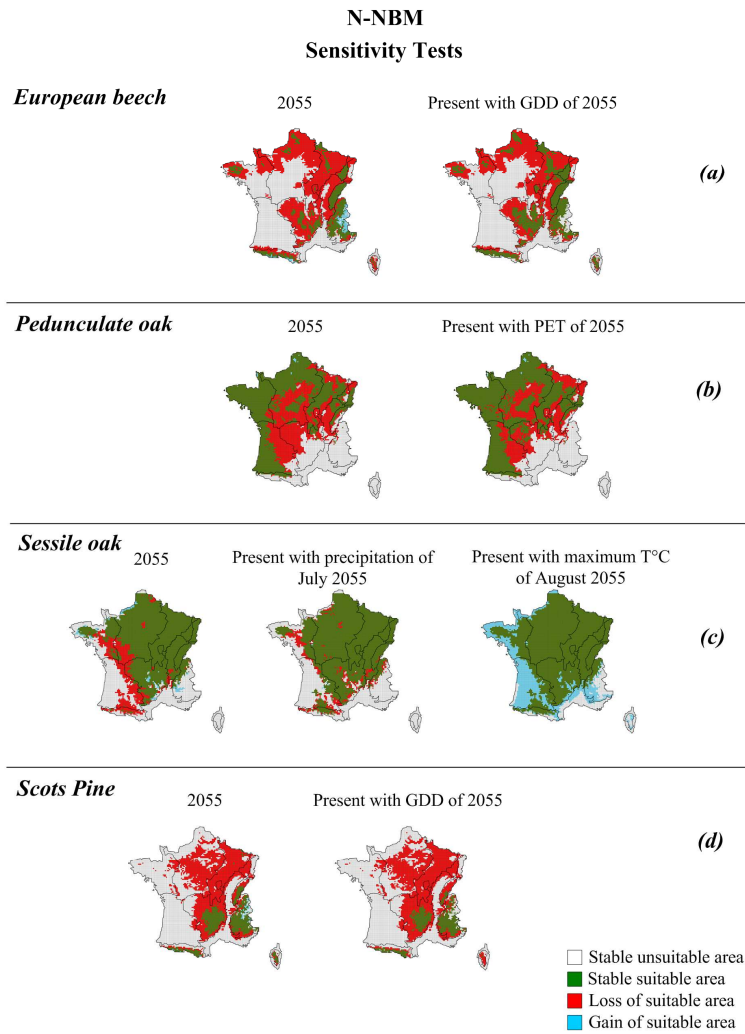 N-NBM
Sensitivity Tests
European beech
2055
Present with GDD of 2055
(a)
Pedunculate oak
2055
Present with PET of 2055
(b)
Sessile oak
2055
Present with precipitation of
July 2055
Present with maximum T°C
of August 2055
(c)
Scots Pine
2055
Present with GDD of 2055
(d)
Stable unsuitable area
Stable suitable area
Loss of suitable area
Gain of suitable area